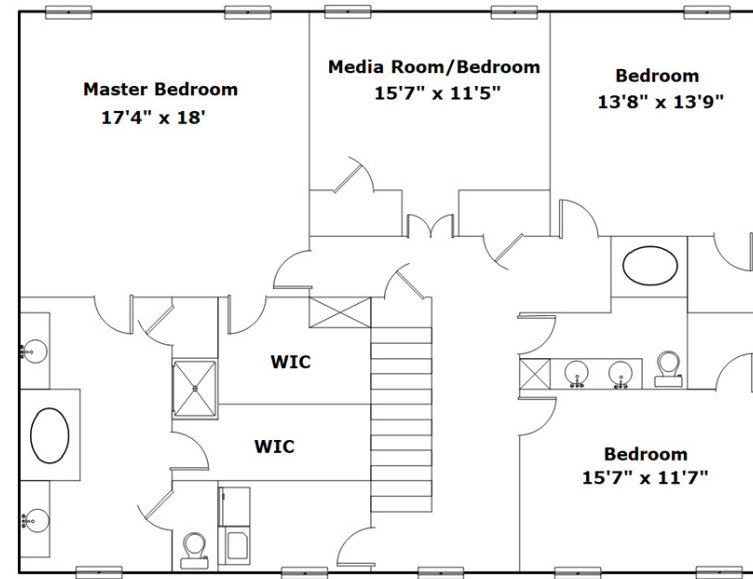 Master Bedroom
17'4" x 18'
Media Room/Bedroom
15'7" x 11'5"
Bedroom
13'8" x 13'9"
WIC
WIC
Bedroom
15'7" x 11'7"